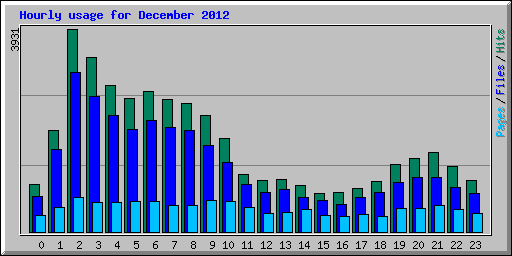 Hourly usage for December 2012
3931
Pages / Files / Hits
0 1 2 3 4 5 6 7 8 9 10 11 12 13 14 15 16 17 18 19 20 21 22 23